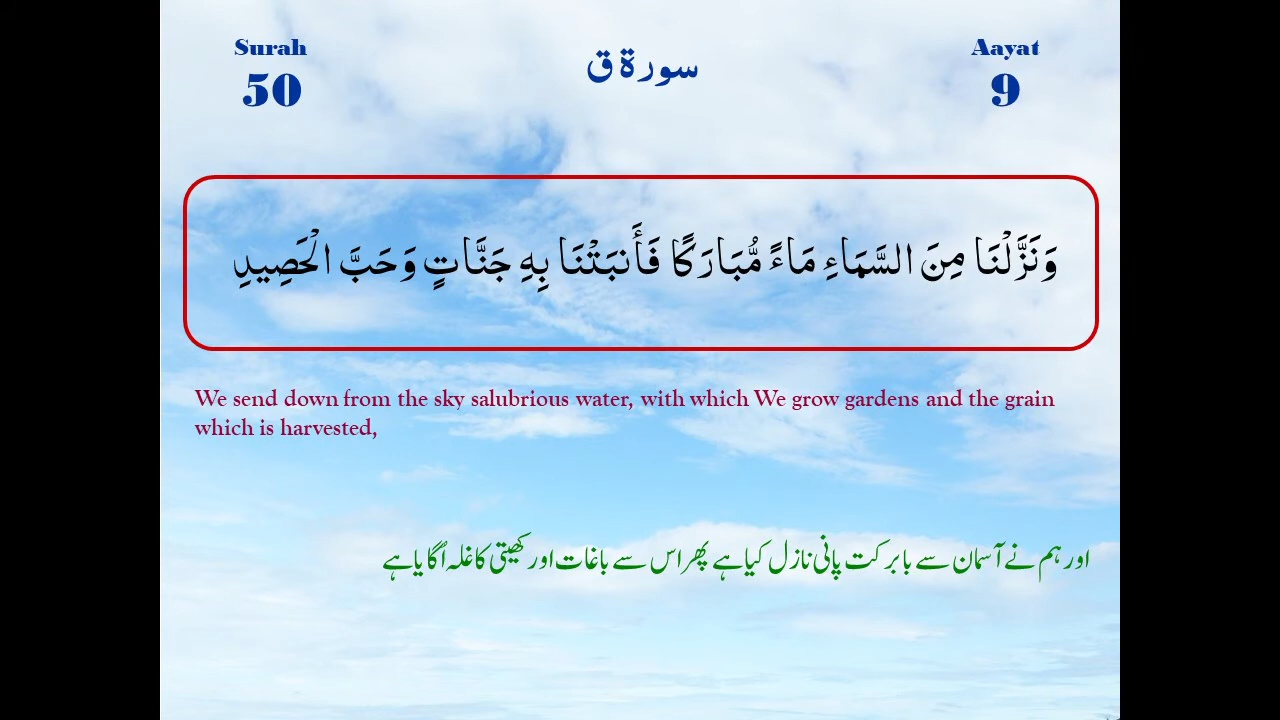 Surah
50
سورة ق
Aayat
9
وَنَزَّلْنَا مِنَ السَّمَاءِ مَاءً مُّبَارَكًا فَأَنبَتْنَا بِهِ جَنَّاتٍ وَحَبَّ الْحَصِيدِ
We send down from the sky salubrious water, with which We grow gardens and the grain
which is harvested,
اور ہم نے آسمان سے بابرکت پانی نازل کیا ہے پھر اس سے باغات اور کھیتی کا غلہ اُگایا ہے